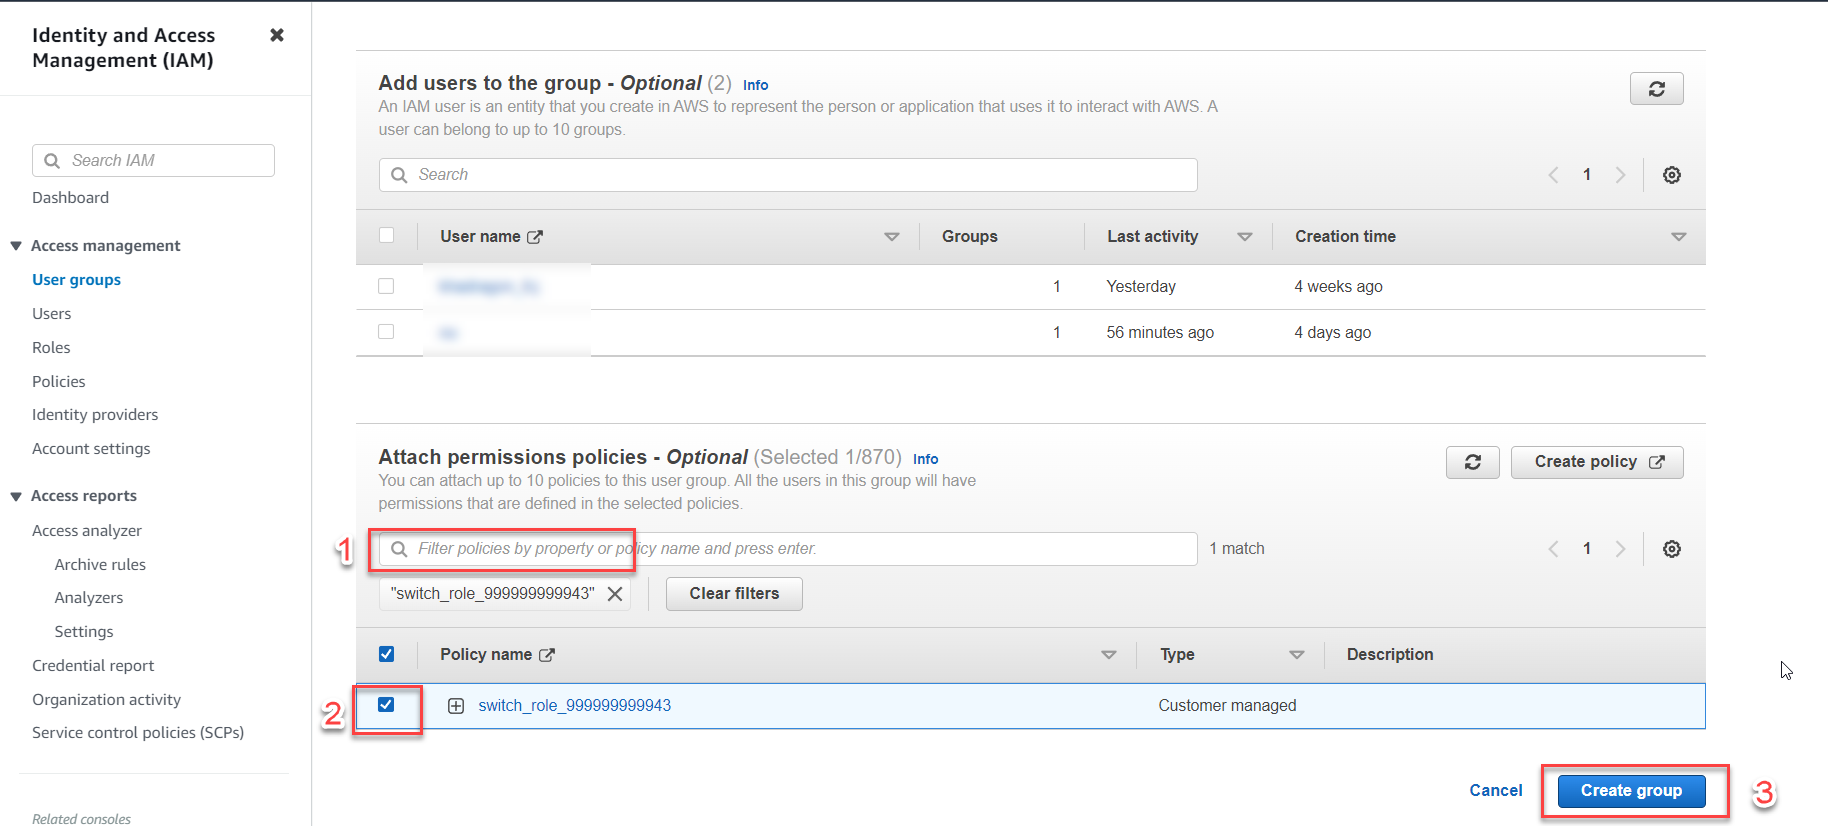 Identity and Access
Management (IAM)
Search IAM
Dashboard
Access management
User groups
Users
Roles
Policies
Identity providers
Account settings
Access reports
Access analyzer
Archive rules
Analyzers
Settings
Credential report
Organization activity
Service control policies (SCPs)
Related consoles
Add users to the group - Optional (2) Info
An IAM user is an entity that you create in AWS to represent the person or application that uses it to interact with AWS. A
user can belong to up to 10 groups.
Search
1
User name Groups Last activity Creation time
1 Yesterday 4 weeks ago
1 56 minutes ago 4 days ago
Attach permissions policies - Optional (Selected 1/870) Info
Create policy
You can attach up to 10 policies to this user group. All the users in this group will have
permissions that are defined in the selected policies.
1 Filter policies by property or policy name and press enter. 1 match 1
"switch_role_999999999943" Clear filters
Policy name Type Description
2 switch_role_999999999943 Customer managed
Cancel Create group 3